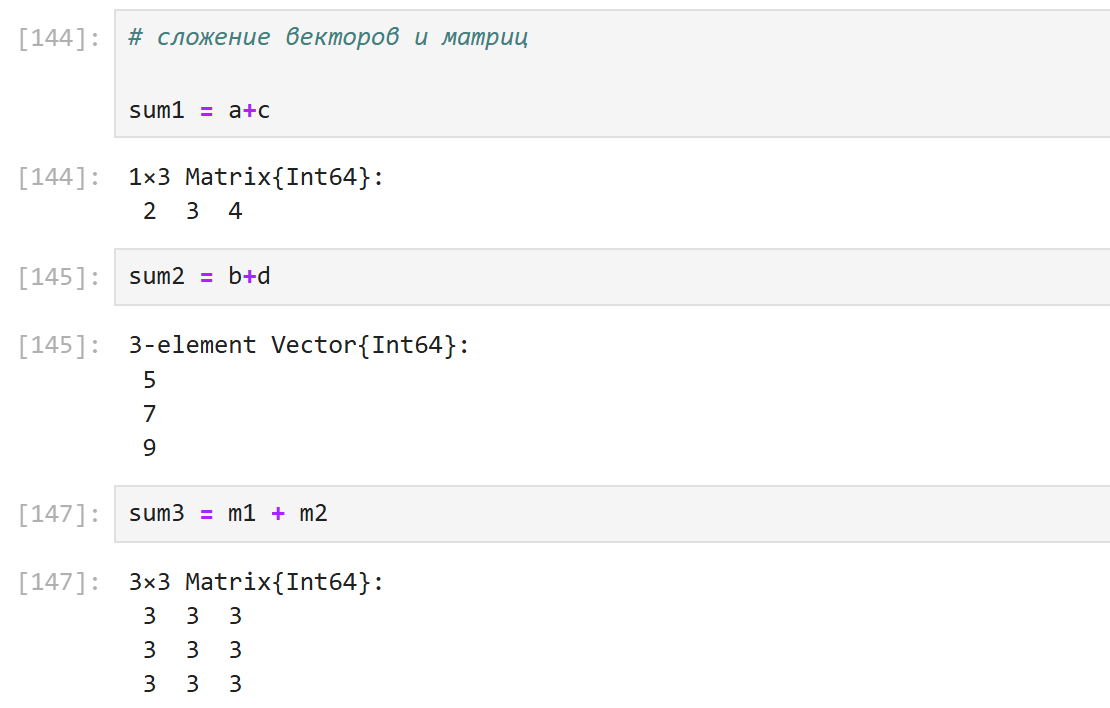 [144]: # сложение векторов и матриц
sum1 = a+c
[144]: 1×3 Matrix{Int64}:
2 3 4
[145]: sum2 = b+d
[145]: 3-element Vector{Int64}:
5
7
9
[147]: sum3 = m1 + m2
[147]: 3×3 Matrix{Int64}:
3 3 3
3 3 3
3 3 3